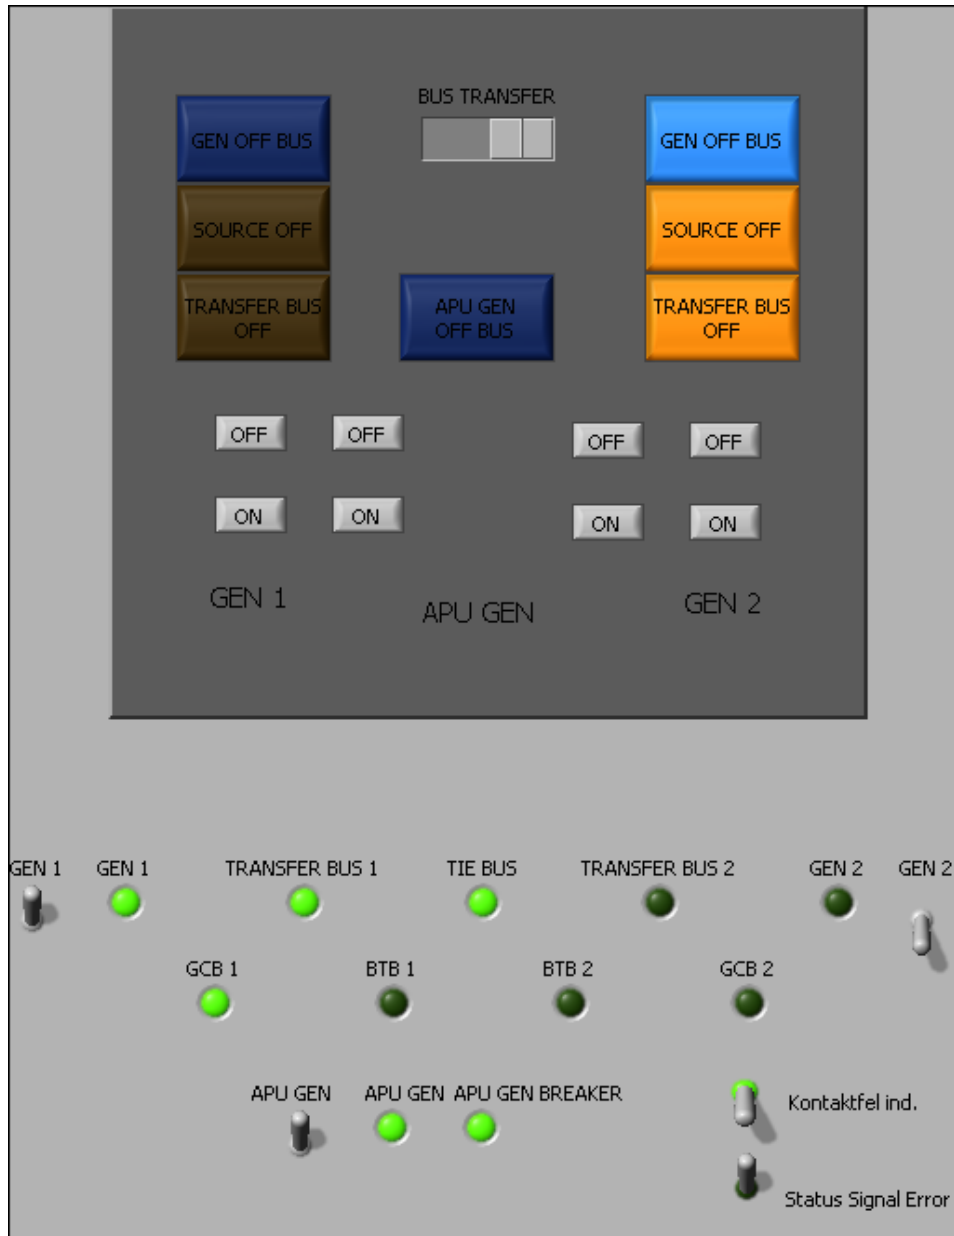 BUS TRANSFER
GEN OFF BUS
GEN OFF BUS
SOURCE OFF
SOURCE OFF
TRANSFER BUS
OFF
APU GEN
OFF BUS
TRANSFER BUS
OFF
OFF
OFF
OFF
OFF
ON
ON
ON
ON
GEN 1
APU GEN
GEN 2
GEN 1
GEN 1
TRANSFER BUS 1
TIE BUS
TRANSFER BUS 2
GEN 2
GEN 2
GCB 1
BTB 1
BTB 2
GCB 2
APU GEN
APU GEN
APU GEN BREAKER
Kontaktfel ind.
Status Signal Error